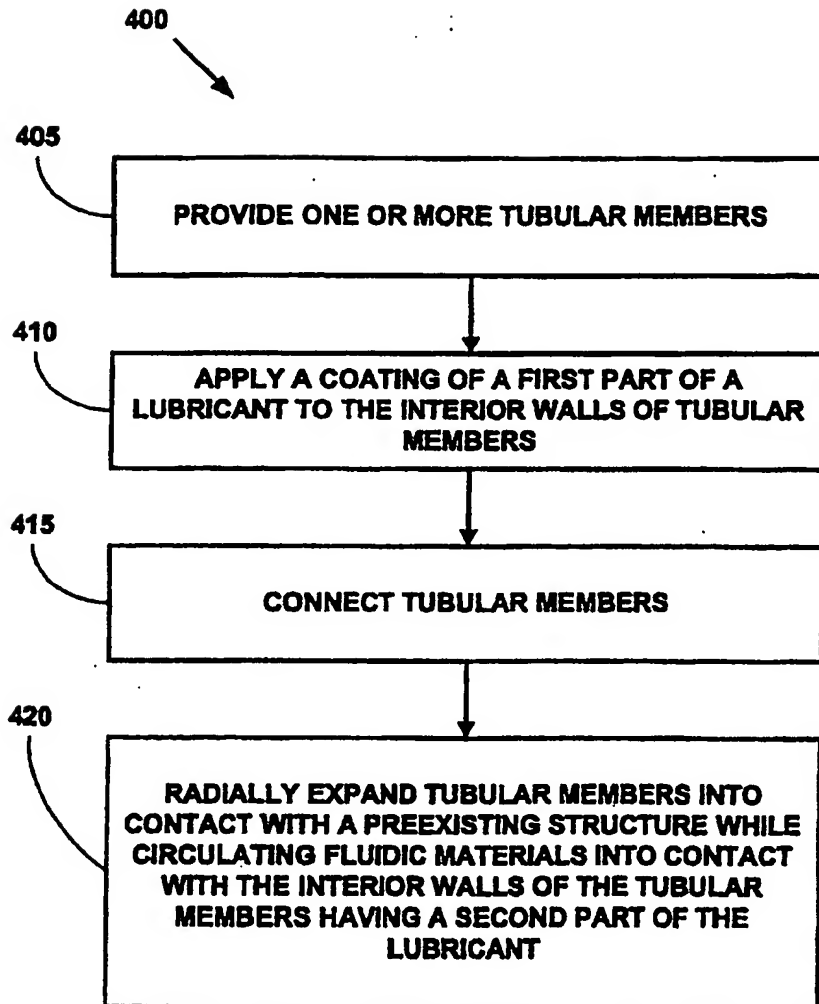 400
405
PROVIDE ONE OR MORE TUBULAR MEMBERS
410
APPLY A COATING OF A FIRST PART OF A
LUBRICANT TO THE INTERIOR WALLS OF TUBULAR
MEMBERS
415
CONNECT TUBULAR MEMBERS
420
RADIALLY EXPAND TUBULAR MEMBERS INTO
CONTACT WITH A PREEXISTING STRUCTURE WHILE
CIRCULATING FLUIDIC MATERIALS INTO CONTACT
WITH THE INTERIOR WALLS OF THE TUBULAR
MEMBERS HAVING A SECOND PART OF THE
LUBRICANT